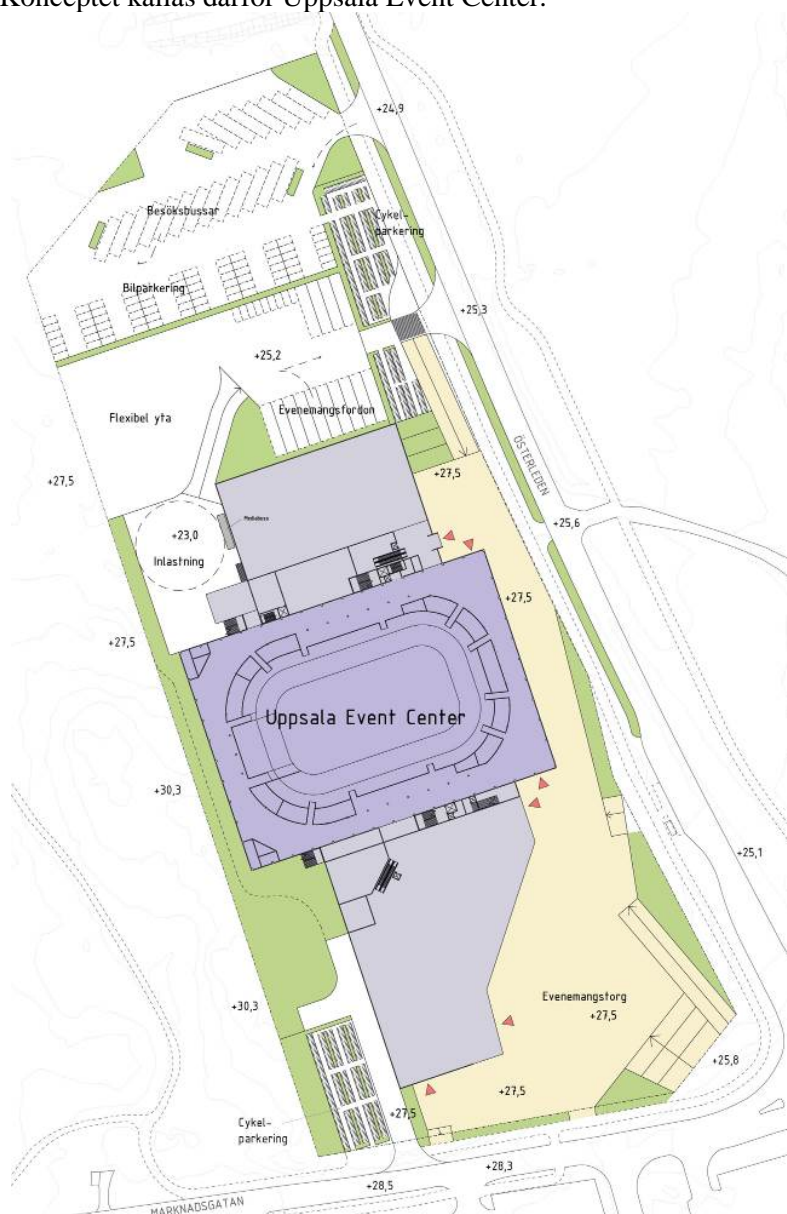 Konceptet kallas därför Uppsala Event Center.
+24,9
Besöksbussar
Cykel-
parkering
Bilparkering
+25,3
+25,2
Evenemangsfordon
Flexibel yta
ÖSTERLEDEN
+27,5
+27,5
+25,6
+23,0
Inlastning
+27,5
+27,5
Uppsala Event Center
+30,3
+25,1
Evenemangstorg
+27,5
+30,3
+25,8
+27,5
+27,5
Cykel-
parkering
+28,3
+28,5
MARKNADSGATAN